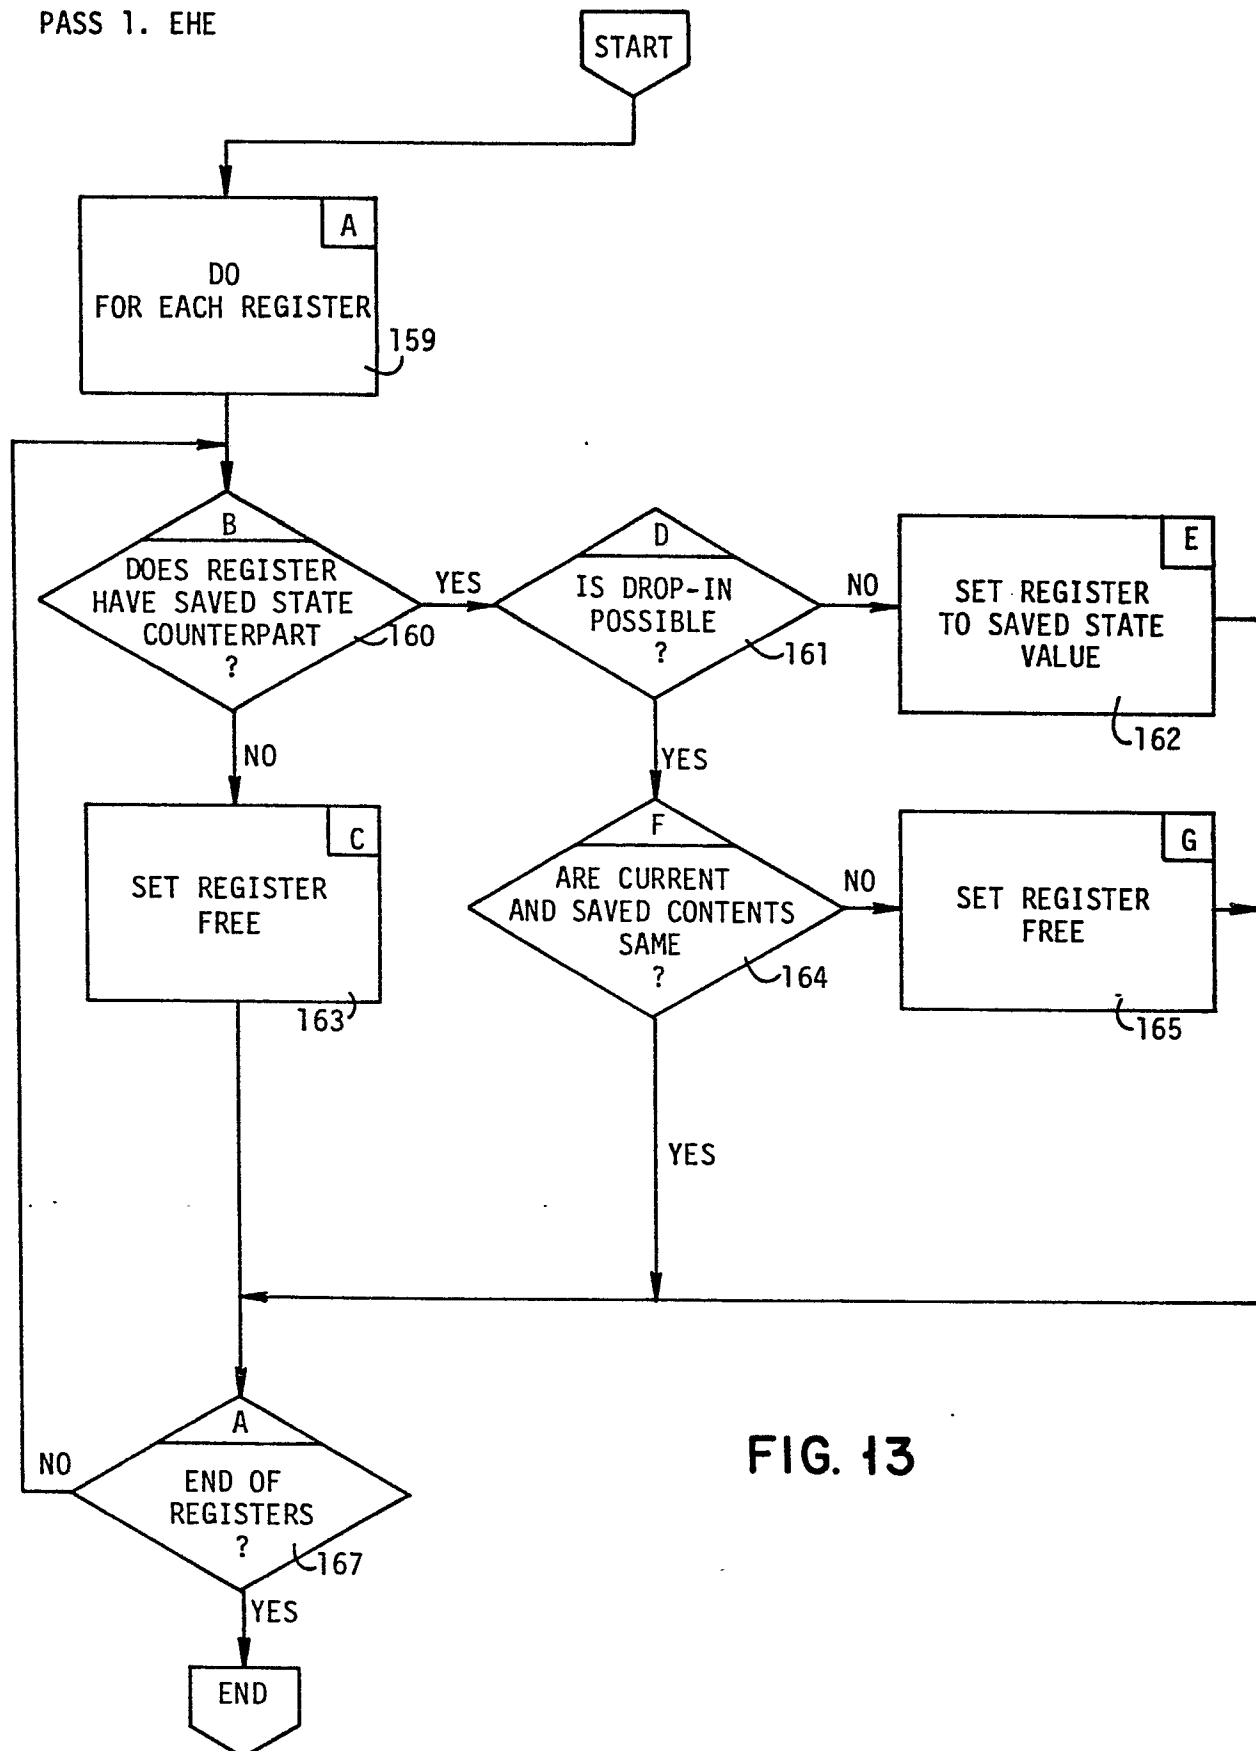 PASS 1. EHE
START
A
DO
FOR EACH REGISTER
159
B
DOES REGISTER
HAVE SAVED STATE
COUNTERPART
?
160
YES
D
IS DROP-IN
POSSIBLE
?
161
NO
E
SET REGISTER
TO SAVED STATE
VALUE
162
NO
YES
C
SET REGISTER
FREE
163
F
ARE CURRENT
AND SAVED CONTENTS
SAME
?
164
NO
G
SET REGISTER
FREE
165
YES
A
END OF
REGISTERS
?
167
NO
YES
END
FIG. 13